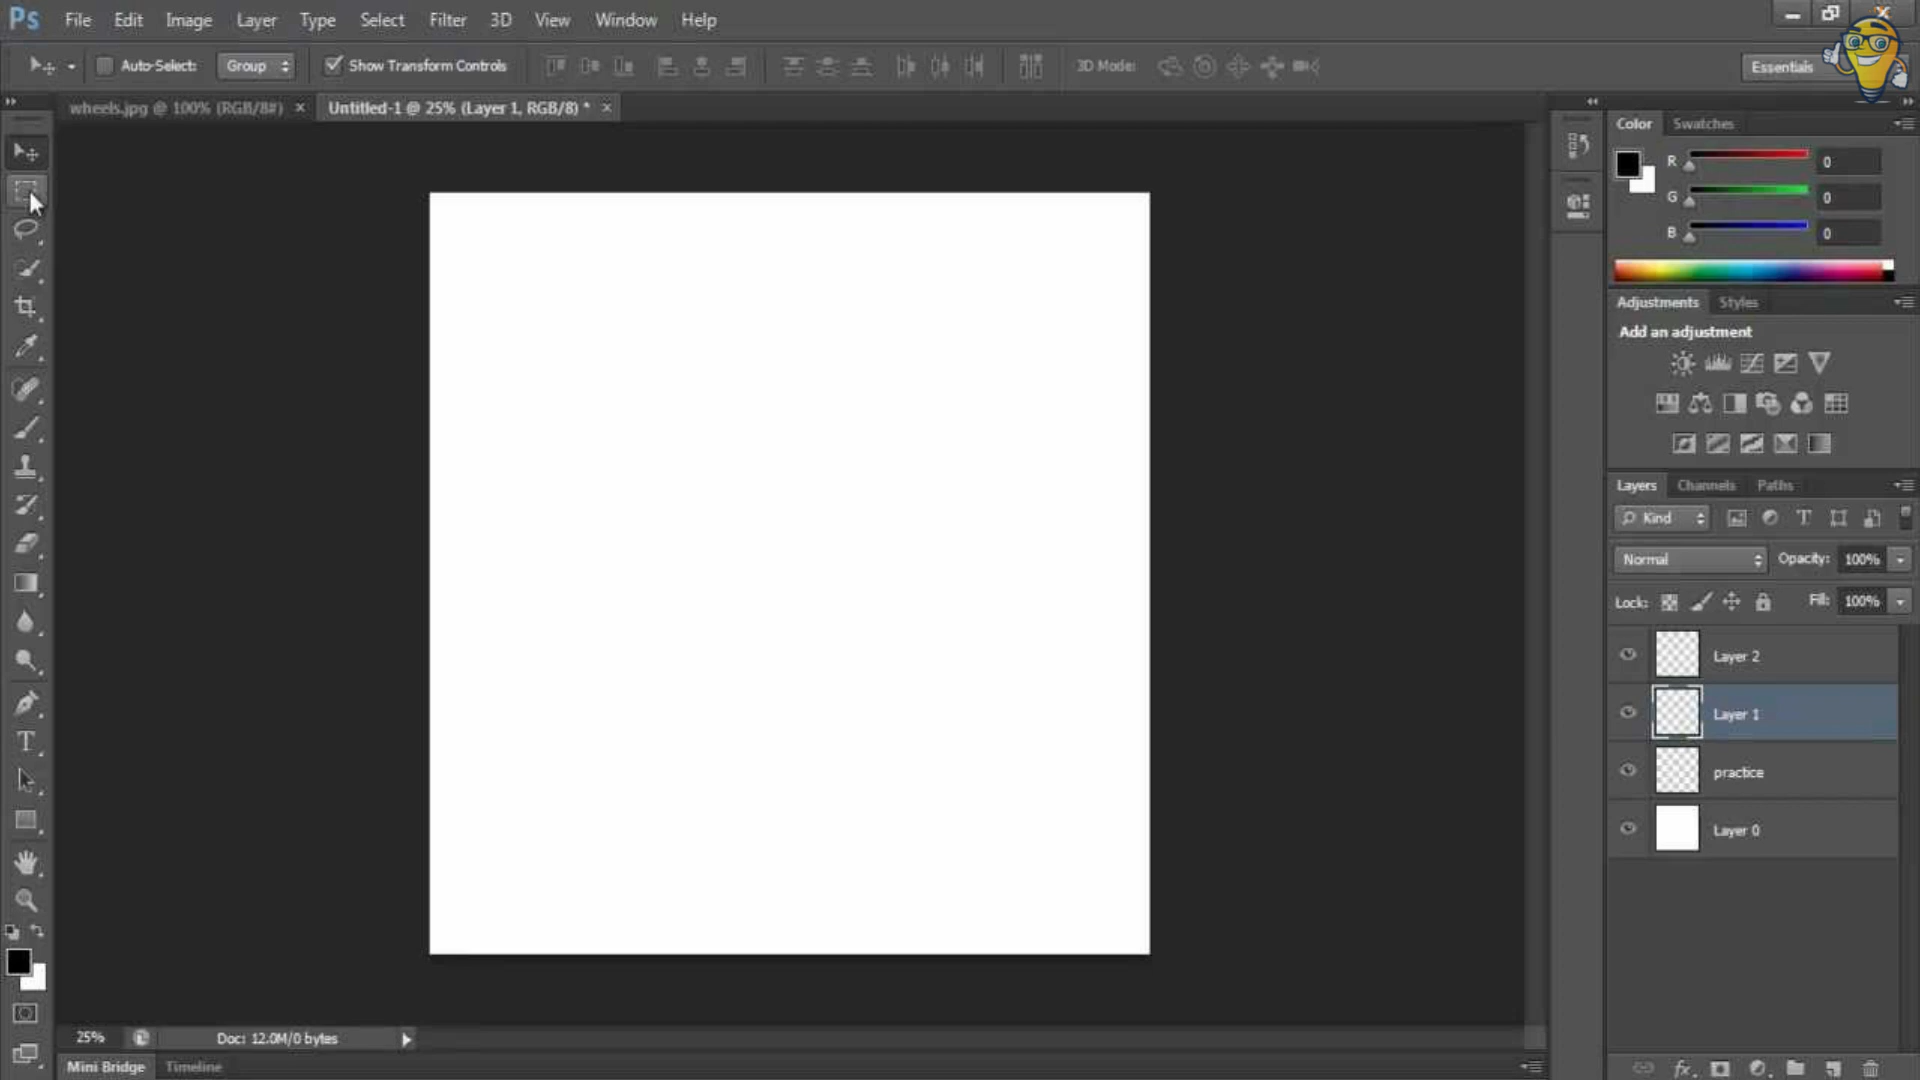 Ps File Edit Image Layer Type Select Filter 3D View Window Help
Auto-Select: Group Show Transform Controls 3D Mode: Essentials
wheels.jpg @ 100% (RGB/8#) × Untitled-1 @ 25% (Layer 1, RGB/8) * ×
Color Swatches
R 0
G 0
B 0
Adjustments Styles
Add an adjustment
Layers Channels Paths
Kind
Normal Opacity: 100%
Lock: Fill: 100%
Layer 2
Layer 1
practice
Layer 0
25% Doc: 12.0M/0 bytes
Mini Bridge Timeline